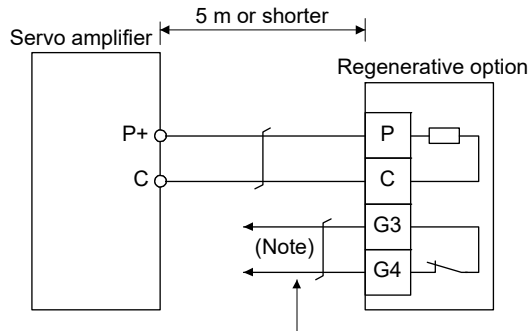 5 m or shorter
Servo amplifier
Regenerative option
P+
P
C
C
G3
(Note)
G4